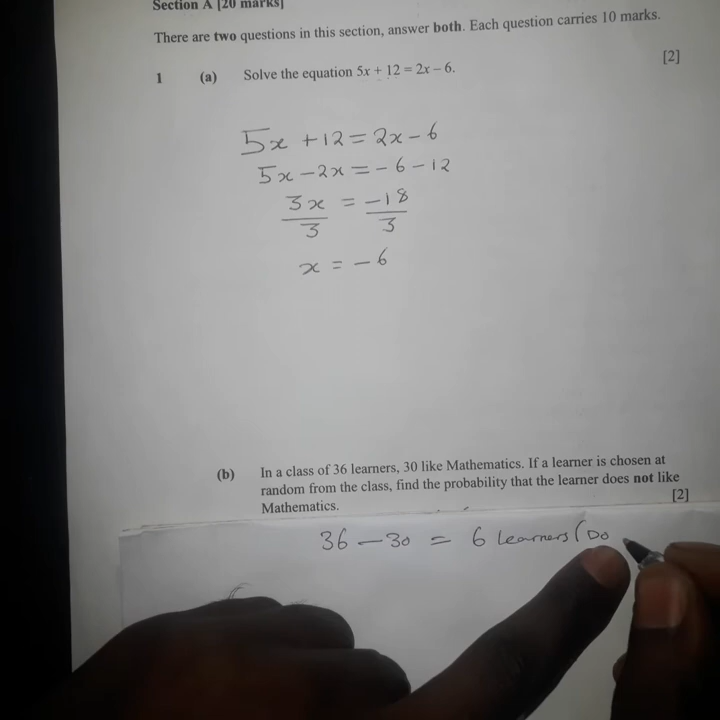 Section A [20 marks]
There are two questions in this section, answer both. Each question carries 10 marks.
1 (a) Solve the equation 5x + 12 = 2x – 6. [2]
5x + 12 = 2x – 6
5x – 2x = – 6 – 12
3x = –18
3 3
x = – 6
(b) In a class of 36 learners, 30 like Mathematics. If a learner is chosen at
random from the class, find the probability that the learner does not like
Mathematics. [2]
36 – 30 = 6 learners (Do